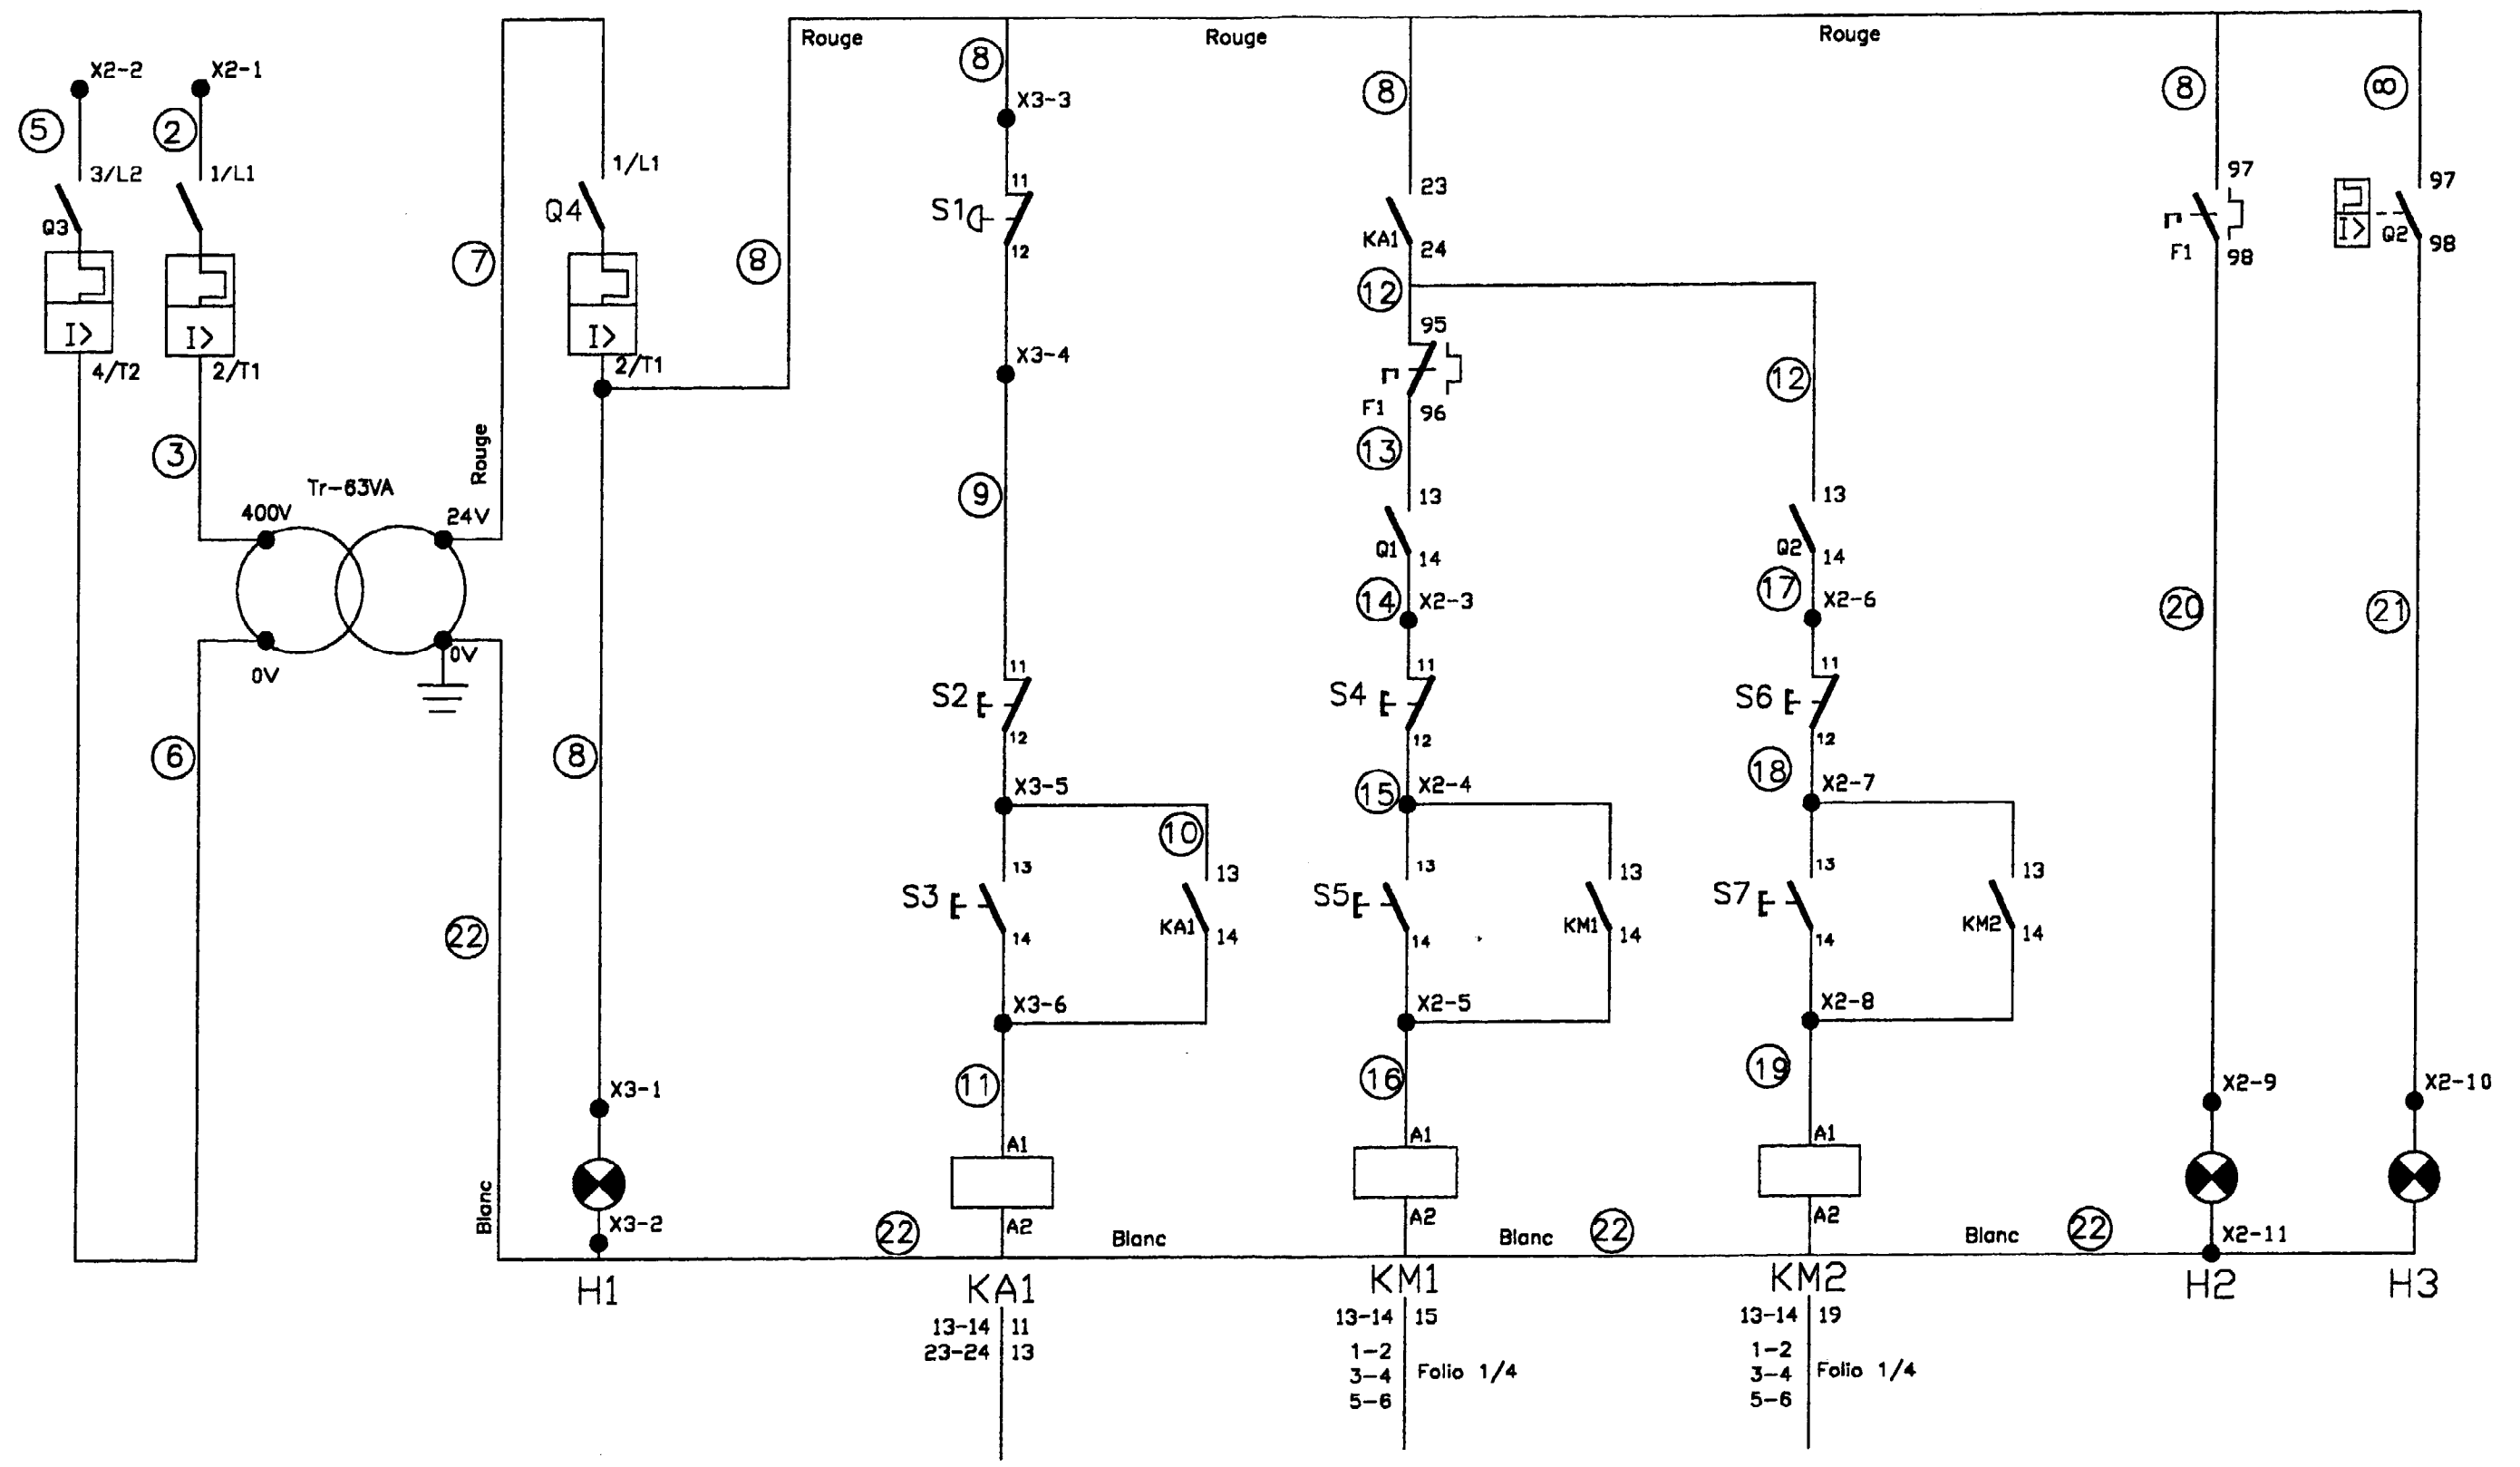 Rouge
Rouge
Rouge
X2-2
X2-1
5
2
8
8
8
8
X3-3
3/L2
1/L1
1/L1
Q3
Q4
I>
I>
I>
4/T2
2/T1
2/T1
7
8
11
S1
12
23
KA1
24
97
F1
98
97
I>
Q2
98
12
95
F1
96
12
X3-4
3
Rouge
Tr-63VA
400V
24V
0V
0V
9
13
13
Q1
14
13
Q2
14
14
X2-3
17
X2-6
20
21
11
S2
12
11
S4
12
11
S6
12
6
8
22
X3-5
10
15
X2-4
18
X2-7
13
S3
14
13
KA1
14
13
S5
14
13
KM1
14
13
S7
14
13
KM2
14
X3-6
X2-5
X2-8
X3-1
11
16
19
X2-9
X2-10
A1
A1
A1
Blanc
X3-2
22
A2
Blanc
A2
Blanc
22
A2
Blanc
22
X2-11
H1
KA1
KM1
KM2
H2
H3
13-14 11
23-24 13
13-14 15
1-2
3-4 Folio 1/4
5-6
13-14 19
1-2
3-4 Folio 1/4
5-6